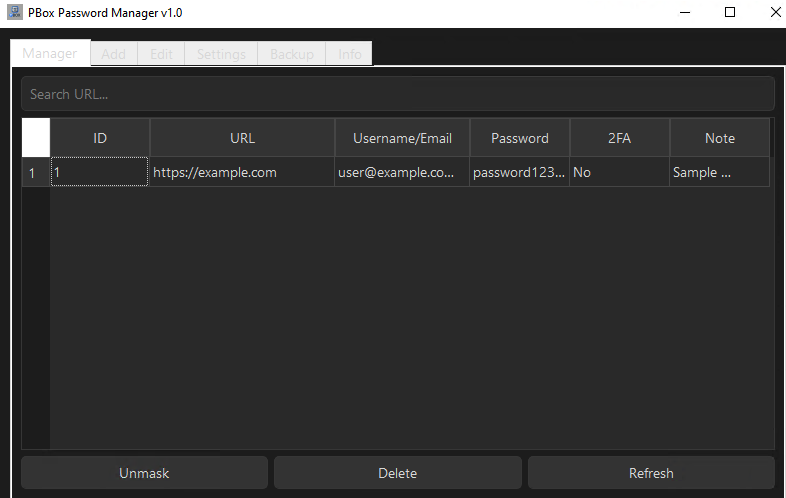 PBox Password Manager v1.0
Manager Add Edit Settings Backup Info
Search URL...
ID URL Username/Email Password 2FA Note
1 1 https://example.com user@example.co... password123... No Sample ...
Unmask Delete Refresh